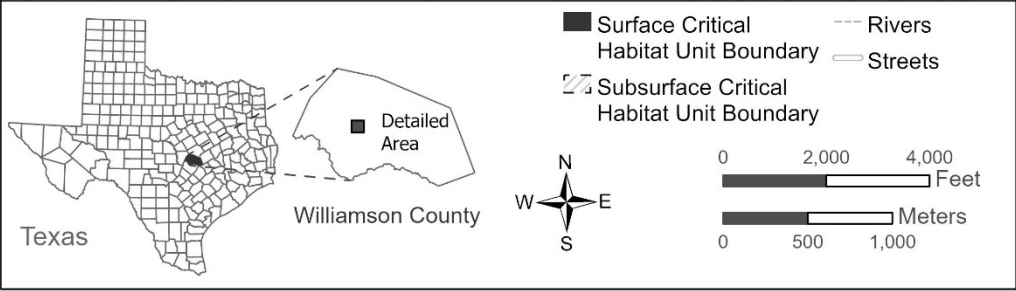 Texas
Williamson County
Detailed
Area
N
W E
S
Surface Critical
Habitat Unit Boundary
Subsurface Critical
Habitat Unit Boundary
Rivers
Streets
0 2,000 4,000
Feet
Meters
0 500 1,000